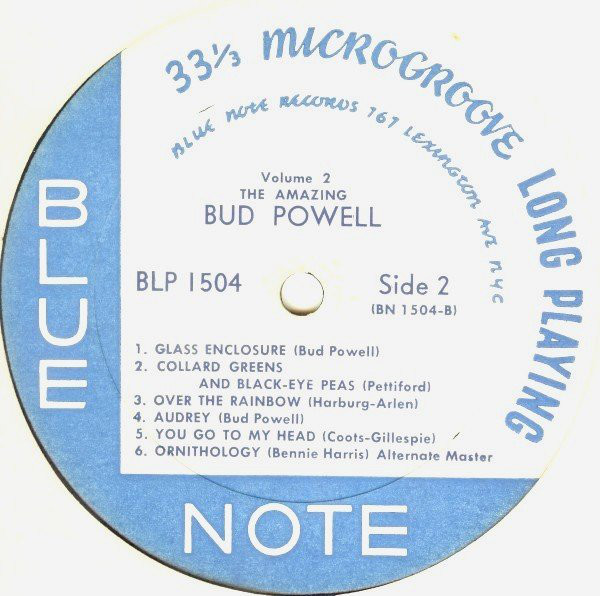 33⅓ MICROGROOVE LONG PLAYING
BLUE NOTE RECORDS 767 LEXINGTON AVE NYC
Volume 2
THE AMAZING
BUD POWELL
BLP 1504
Side 2
(BN 1504-B)
1. GLASS ENCLOSURE (Bud Powell)
2. COLLARD GREENS
AND BLACK-EYE PEAS (Pettiford)
3. OVER THE RAINBOW (Harburg-Arlen)
4. AUDREY (Bud Powell)
5. YOU GO TO MY HEAD (Coots-Gillespie)
6. ORNITHOLOGY (Bennie Harris) Alternate Master
BLUE
NOTE